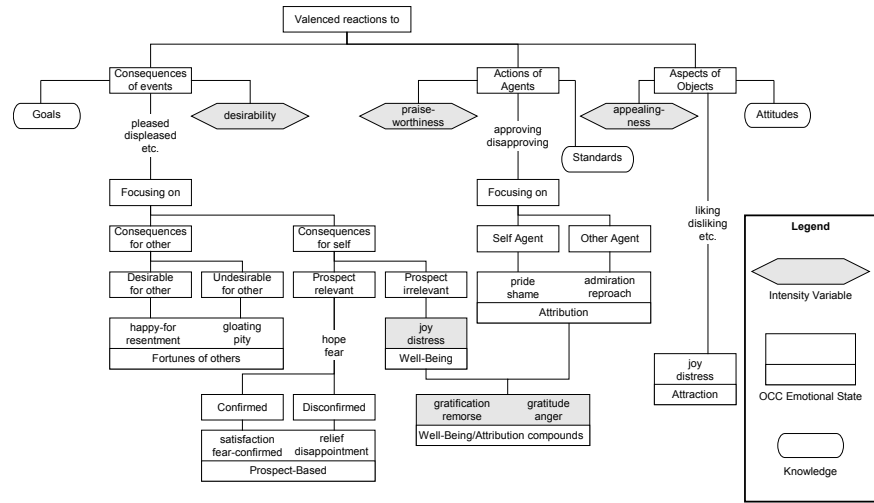 Valenced reactions to
Consequences
of events
Actions of
Agents
Aspects of
Objects
Goals
desirability
praise-
worthiness
appealing-
ness
Attitudes
pleased
displeased
etc.
approving
disapproving
Standards
Focusing on
Focusing on
liking
disliking
etc.
Consequences
for other
Consequences
for self
Self Agent
Other Agent
Desirable
for other
Undesirable
for other
Prospect
relevant
Prospect
irrelevant
pride
shame
admiration
reproach
Attribution
happy-for
resentment
gloating
pity
Fortunes of others
hope
fear
joy
distress
Well-Being
joy
distress
Attraction
Confirmed
Disconfirmed
gratification
remorse
gratitude
anger
Well-Being/Attribution compounds
satisfaction
fear-confirmed
relief
disappointment
Prospect-Based
Legend
Intensity Variable
OCC Emotional State
Knowledge